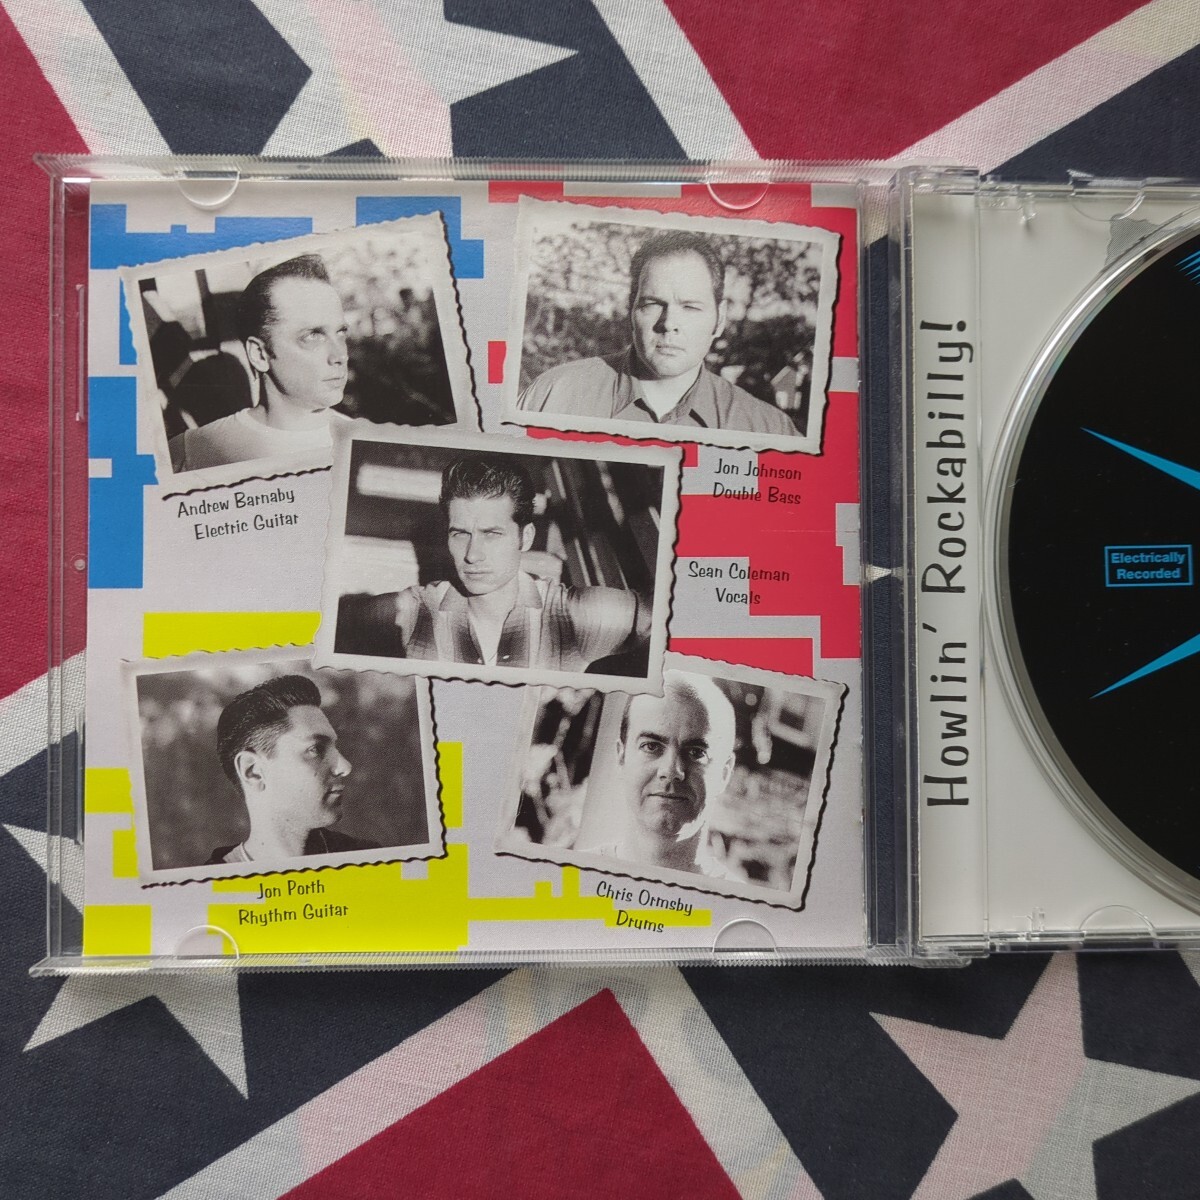 Andrew Barnaby
Electric Guitar
Jon Johnson
Double Bass
Sean Coleman
Vocals
Jon Porth
Rhythm Guitar
Chris Ormsby
Drums
Howlin' Rockabilly!
Electrically
Recorded